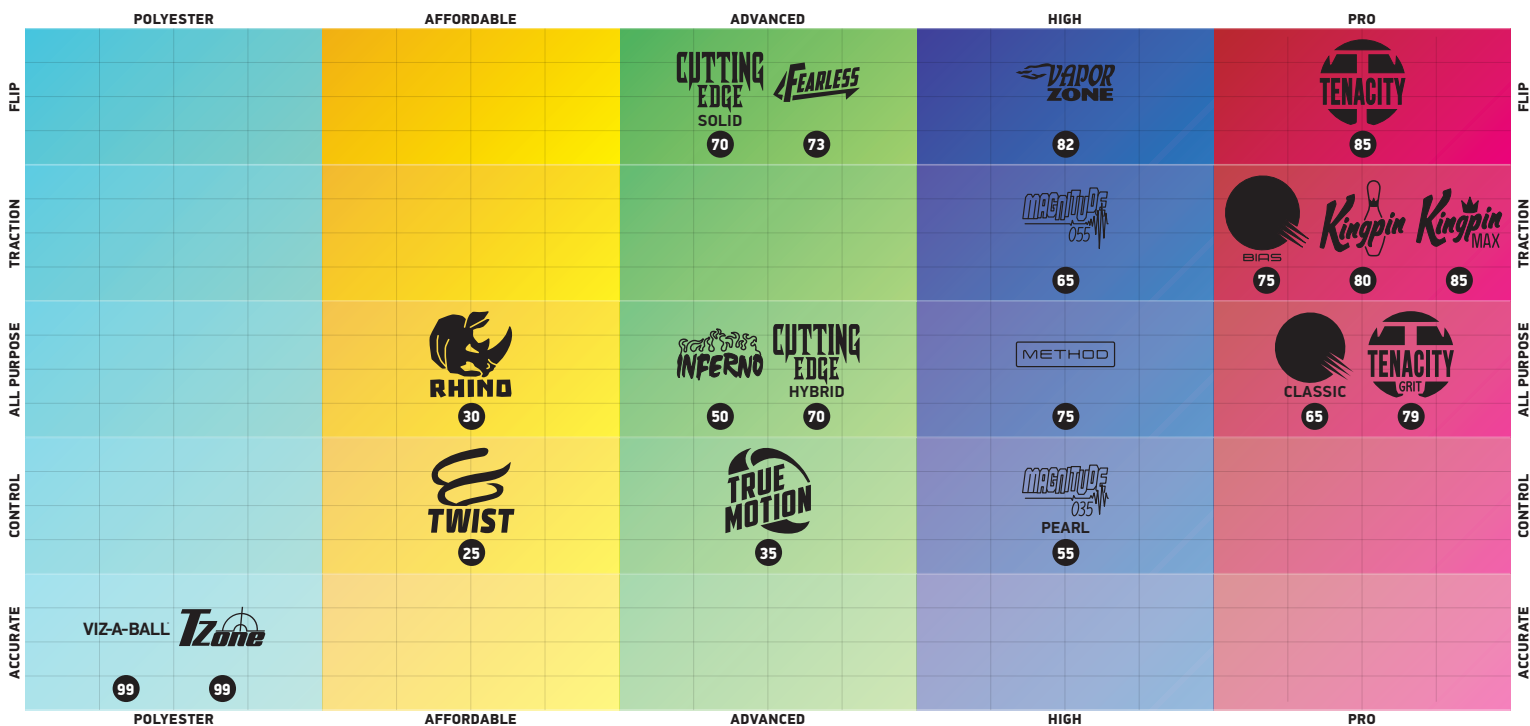 POLYESTER AFFORDABLE ADVANCED HIGH PRO
FLIP
CUTTING
EDGE
SOLID
70
FEARLESS
73
VAPOR
ZONE
82
TENACITY
85
FLIP
TRACTION
MAGNITUDE
055
65
BIAS
75
Kingpin
80
Kingpin
MAX
85
TRACTION
ALL PURPOSE
RHINO
30
INFERNO
50
CUTTING
EDGE
HYBRID
70
METHOD
75
CLASSIC
65
TENACITY
GRIT
79
ALL PURPOSE
CONTROL
TWIST
25
TRUE
MOTION
35
MAGNITUDE
035
PEARL
55
CONTROL
ACCURATE
VIZ-A-BALL
99
TZone
99
ACCURATE
POLYESTER AFFORDABLE ADVANCED HIGH PRO